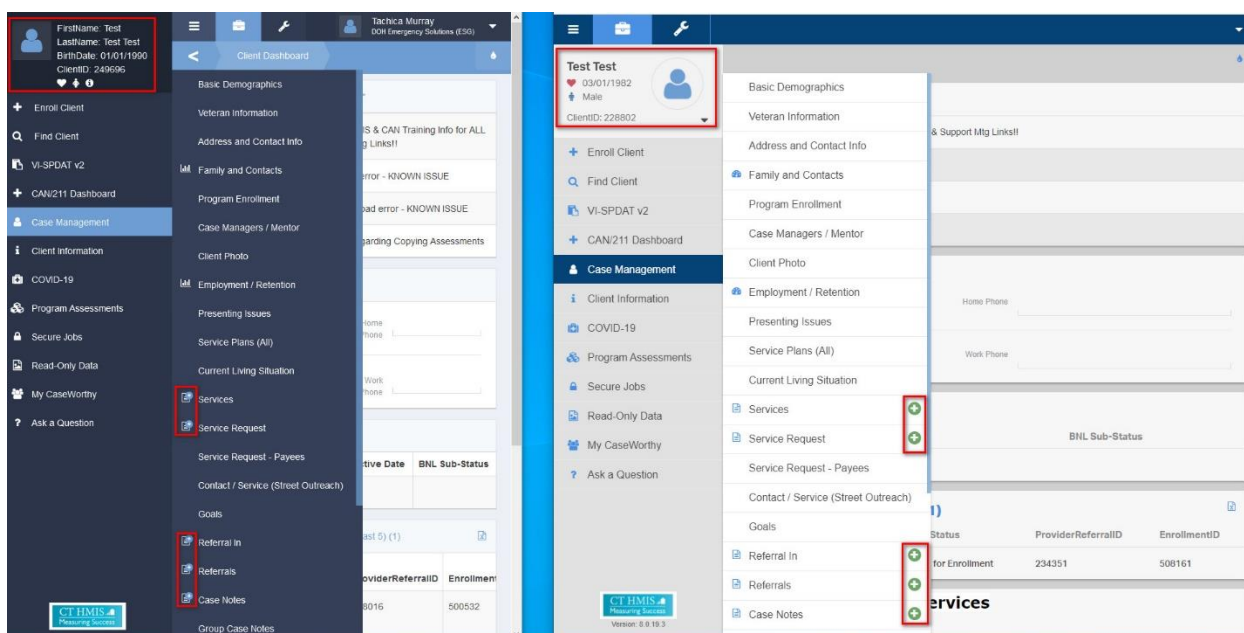 FirstName: Test
LastName: Test Test
BirthDate: 01/01/1990
ClientID: 249696
Enroll Client
Find Client
VI-SPDAT v2
CAN/211 Dashboard
Case Management
Client Information
COVID-19
Program Assessments
Secure Jobs
Read-Only Data
My CaseWorthy
Ask a Question
CT HMIS
Measuring Success
Tachica Murray
DOH Emergency Solutions (ESG)
Client Dashboard
Basic Demographics
Veteran Information
Address and Contact Info
Family and Contacts
Program Enrollment
Case Managers / Mentor
Client Photo
Employment / Retention
Presenting Issues
Service Plans (All)
Current Living Situation
Services
Service Request
Service Request - Payees
Contact / Service (Street Outreach)
Goals
Referral In
Referrals
Case Notes
Group Case Notes
IS & CAN Training Info for ALL
g Links!!
error - KNOWN ISSUE
oad error - KNOWN ISSUE
garding Copying Assessments
Home
Phone
Work
Phone
ctive Date BNL Sub-Status
ast 5) (1)
oviderReferralID Enrollmen
8016 500532
Test Test
03/01/1982
Male
ClientID: 228802
Enroll Client
Find Client
VI-SPDAT v2
CAN/211 Dashboard
Case Management
Client Information
COVID-19
Program Assessments
Secure Jobs
Read-Only Data
My CaseWorthy
Ask a Question
CT HMIS
Measuring Success
Version: 8.0.19.3
Basic Demographics
Veteran Information
Address and Contact Info
Family and Contacts
Program Enrollment
Case Managers / Mentor
Client Photo
Employment / Retention
Presenting Issues
Service Plans (All)
Current Living Situation
Services
Service Request
Service Request - Payees
Contact / Service (Street Outreach)
Goals
Referral In
Referrals
Case Notes
& Support Mtg Links!!
Home Phone
Work Phone
BNL Sub-Status
1)
Status ProviderReferralID EnrollmentID
for Enrollment 234351 508161
ervices